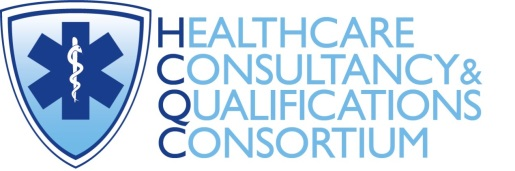 HEALTHCARE
CONSULTANCY&
QUALIFICATIONS
CONSORTIUM